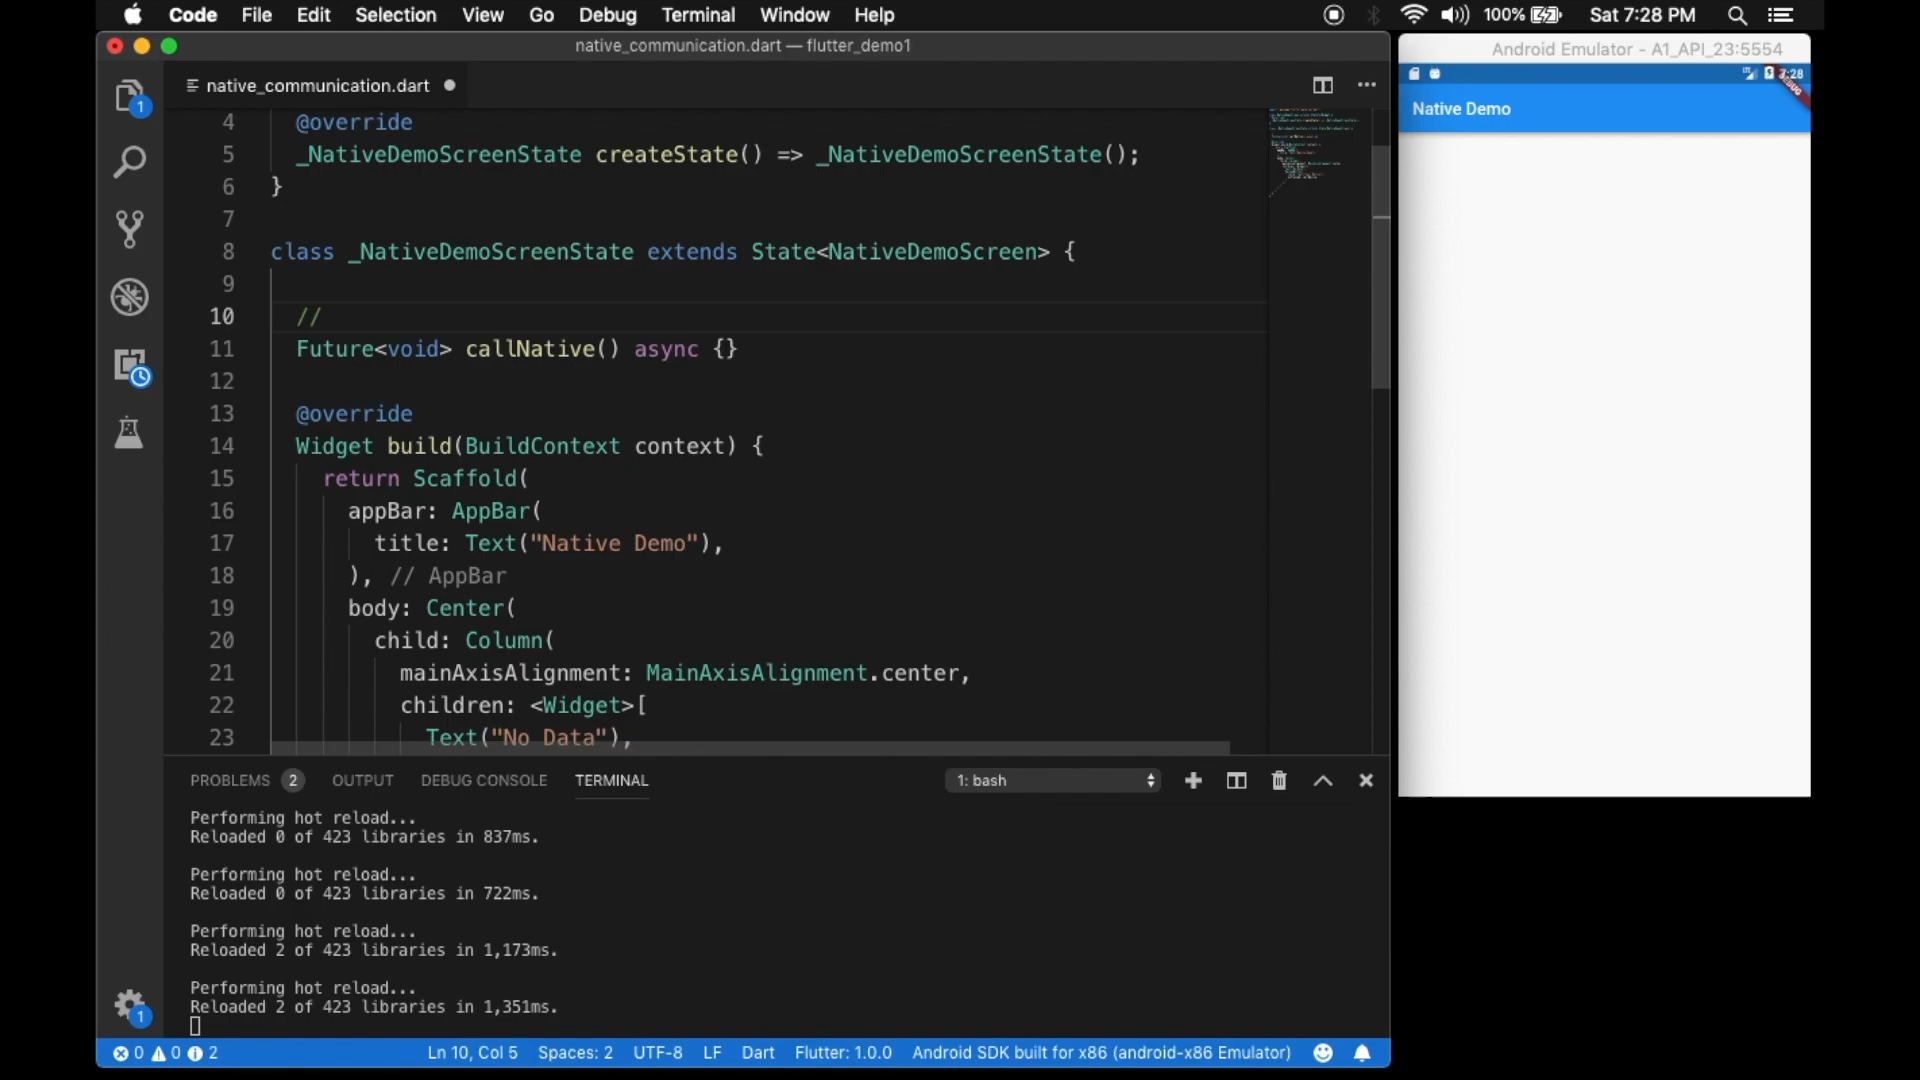 Code File Edit Selection View Go Debug Terminal Window Help 100% Sat 7:28 PM
native_communication.dart — flutter_demo1
native_communication.dart
1
4 @override
5 _NativeDemoScreenState createState() => _NativeDemoScreenState();
6 }
7
8 class _NativeDemoScreenState extends State<NativeDemoScreen> {
9
10 //
11 Future<void> callNative() async {}
12
13 @override
14 Widget build(BuildContext context) {
15 return Scaffold(
16 appBar: AppBar(
17 title: Text("Native Demo"),
18 ), // AppBar
19 body: Center(
20 child: Column(
21 mainAxisAlignment: MainAxisAlignment.center,
22 children: <Widget>[
23 Text("No Data"),
PROBLEMS 2 OUTPUT DEBUG CONSOLE TERMINAL 1: bash
Performing hot reload...
Reloaded 0 of 423 libraries in 837ms.
Performing hot reload...
Reloaded 0 of 423 libraries in 722ms.
Performing hot reload...
Reloaded 2 of 423 libraries in 1,173ms.
Performing hot reload...
Reloaded 2 of 423 libraries in 1,351ms.
1
0 0 2 Ln 10, Col 5 Spaces: 2 UTF-8 LF Dart Flutter: 1.0.0 Android SDK built for x86 (android-x86 Emulator)
Android Emulator - A1_API_23:5554
7:28
DEBUG
Native Demo